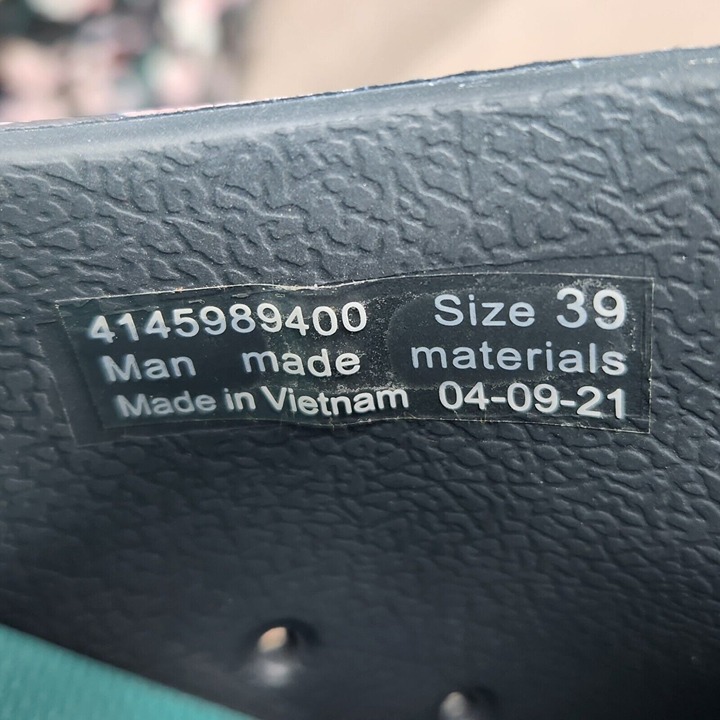 4145989400 Size 39
Man made materials
Made in Vietnam 04-09-21